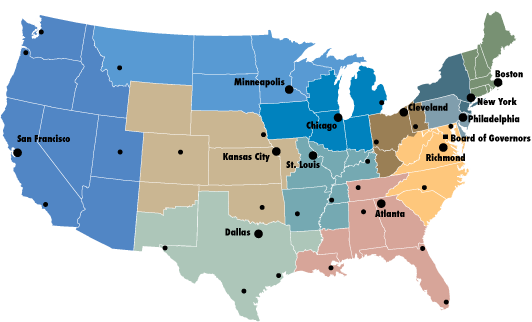 Boston
Minneapolis
New York
Cleveland
Philadelphia
Chicago
Board of Governors
San Francisco
Kansas City
St. Louis
Richmond
Atlanta
Dallas